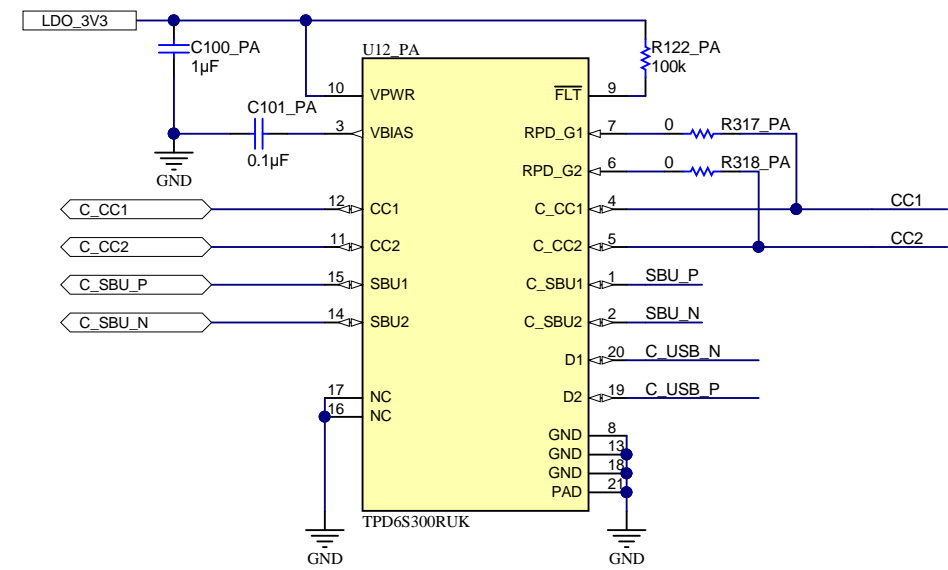 LDO_3V3
C100_PA
1µF
U12_PA
R122_PA
100k
10 VPWR
FLT 9
C101_PA
3 VBIAS
0.1µF
RPD_G1 7 0 R317_PA
GND
RPD_G2 6 0 R318_PA
C_CC1 12 CC1
C_CC1 4 CC1
C_CC2 11 CC2
C_CC2 5 CC2
C_SBU_P 15 SBU1
C_SBU1 1 SBU_P
C_SBU_N 14 SBU2
C_SBU2 2 SBU_N
D1 20 C_USB_N
17 NC
D2 19 C_USB_P
16 NC
GND 8
GND 13
GND 18
PAD 21
TPD6S300RUK
GND
GND